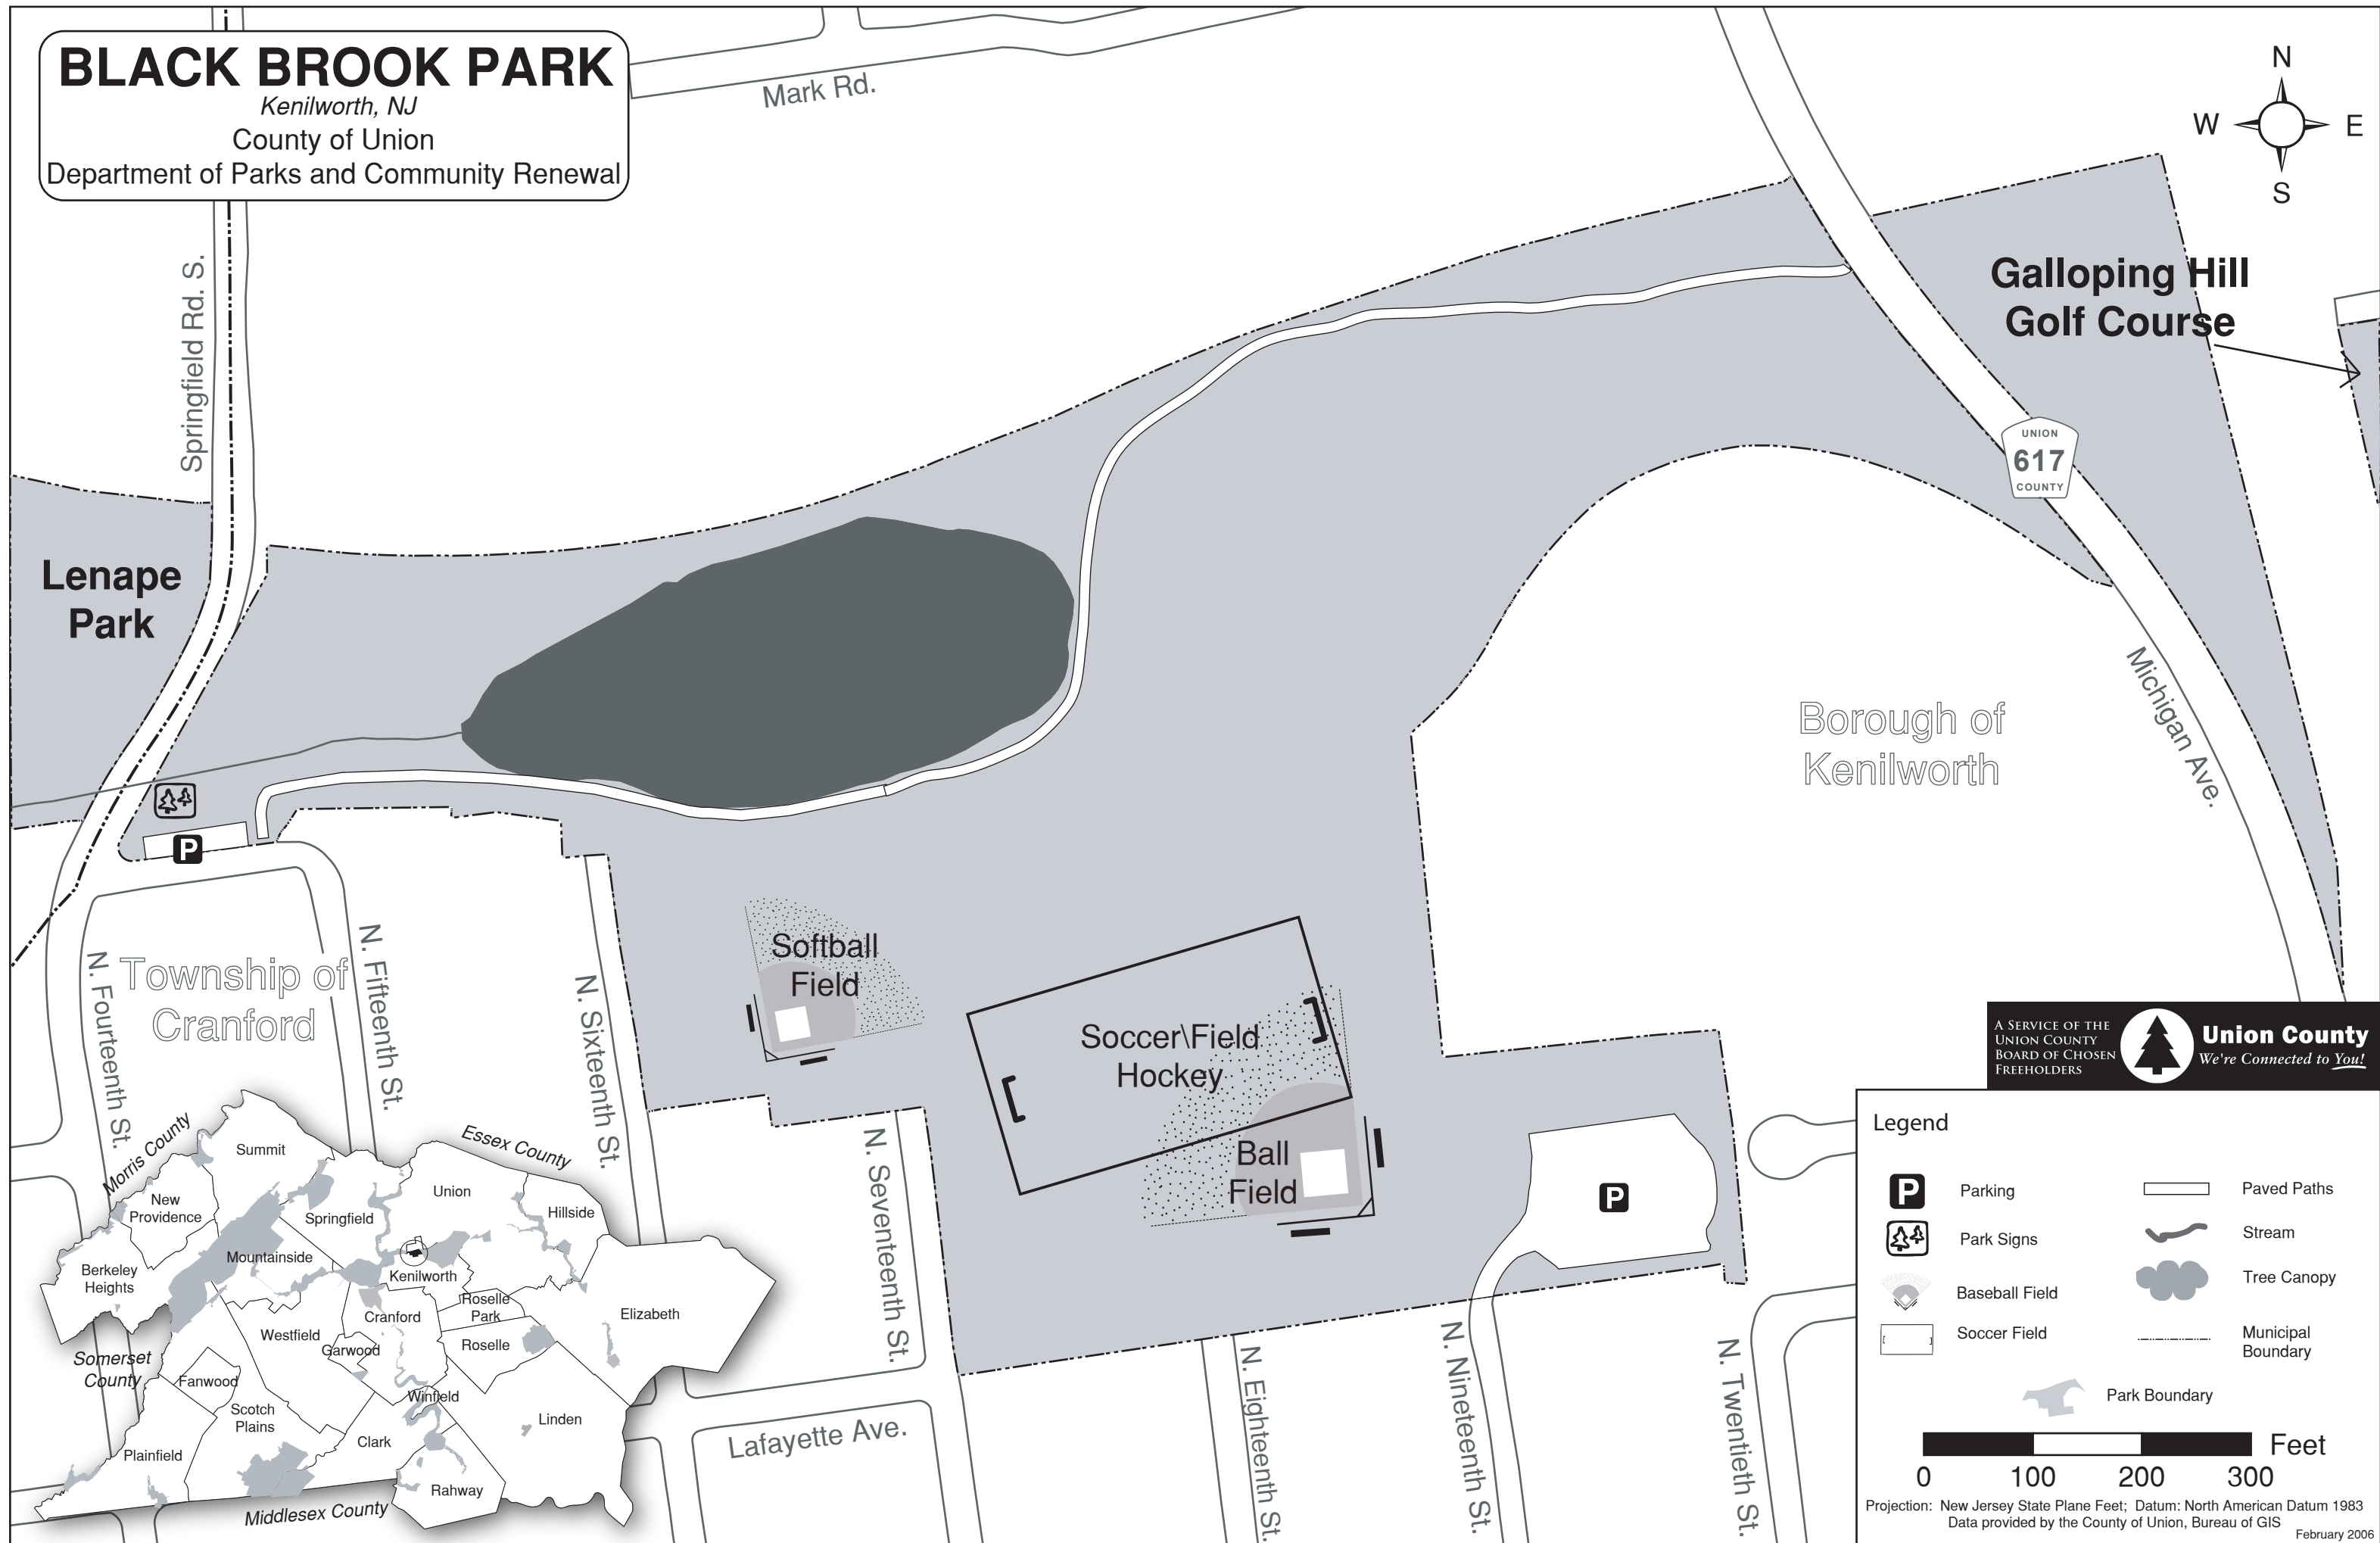 BLACK BROOK PARK
Kenilworth, NJ
County of Union
Department of Parks and Community Renewal
Mark Rd.
N
W
E
S
Springfield Rd. S.
Galloping Hill
Golf Course
UNION
617
COUNTY
Lenape
Park
Borough of
Kenilworth
Michigan Ave.
P
Softball
Field
Township of
Cranford
N. Fourteenth St.
N. Fifteenth St.
N. Sixteenth St.
Soccer\Field
Hockey
Ball
Field
P
N. Seventeenth St.
N. Eighteenth St.
N. Nineteenth St.
N. Twentieth St.
Lafayette Ave.
Morris County
Essex County
Summit
New
Providence
Union
Springfield
Hillside
Mountainside
Berkeley
Heights
Kenilworth
Roselle
Park
Cranford
Elizabeth
Westfield
Garwood
Roselle
Somerset
County
Fanwood
Winfield
Scotch
Plains
Linden
Clark
Plainfield
Rahway
Middlesex County
A Service of the
Union County
Board of Chosen
Freeholders
Union County
We're Connected to You!
Legend
P
Parking
Paved Paths
Park Signs
Stream
Baseball Field
Tree Canopy
Soccer Field
Municipal
Boundary
Park Boundary
Feet
0 100 200 300
Projection: New Jersey State Plane Feet; Datum: North American Datum 1983
Data provided by the County of Union, Bureau of GIS
February 2006